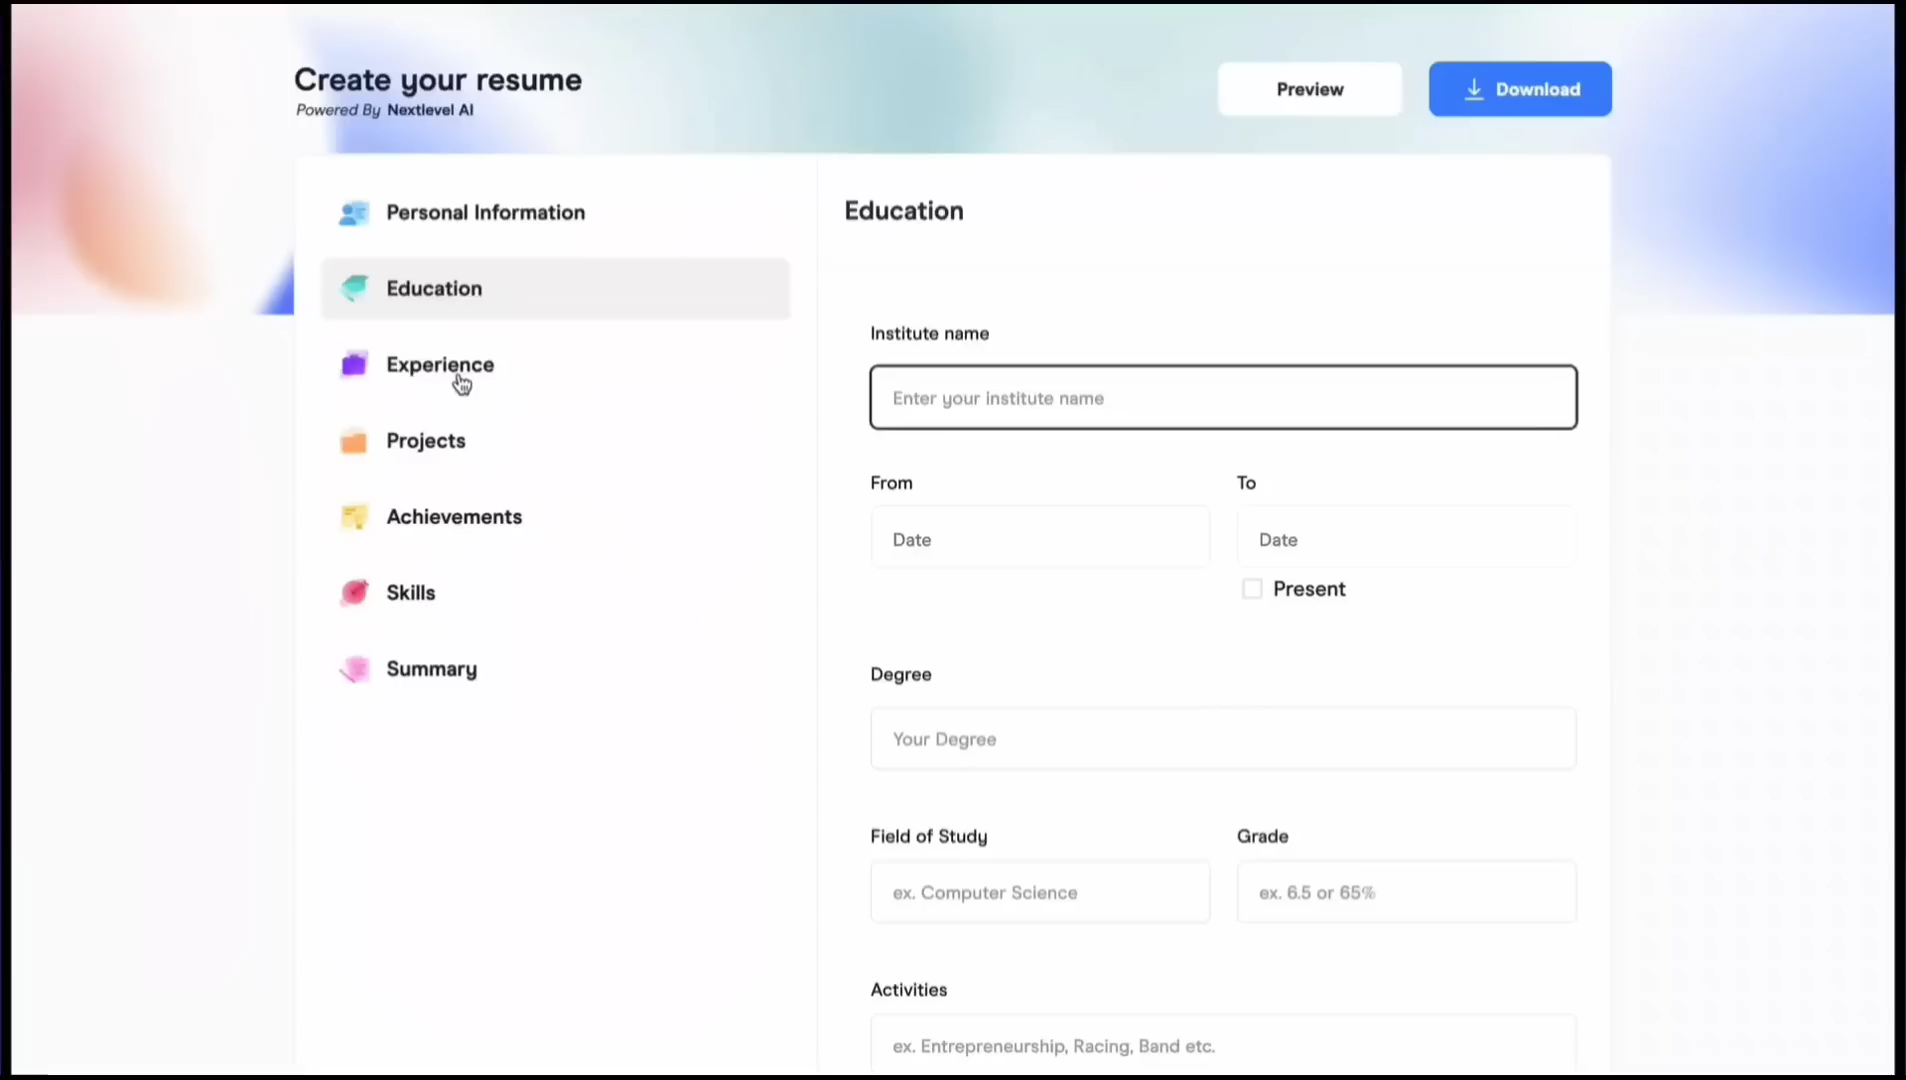 Create your resume
Powered By Nextlevel AI
Preview
Download
Personal Information
Education
Experience
Projects
Achievements
Skills
Summary
Education
Institute name
Enter your institute name
From To
Date Date
Present
Degree
Your Degree
Field of Study Grade
ex. Computer Science ex. 6.5 or 65%
Activities
ex. Entrepreneurship, Racing, Band etc.